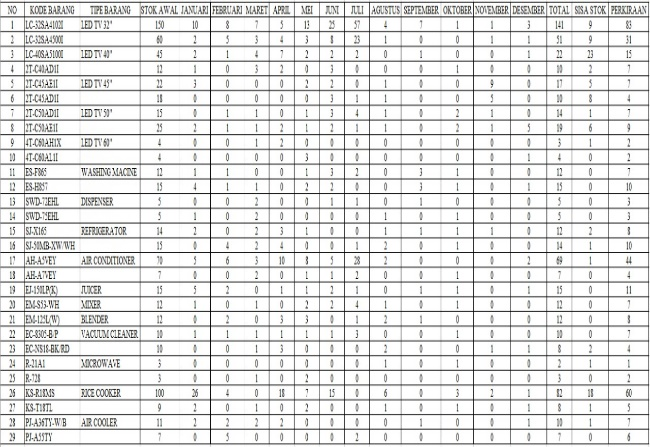 NO KODE BARANG TIPE BARANG STOK AWAL JANUARI FEBRUARI MARET APRIL MEI JUNI JULI AGUSTUS SEPTEMBER OKTOBER NOVEMBER DESEMBER TOTAL SISA STOK PERKIRAAN
1 LC-32SA4102I LED TV 32" 150 10 8 7 5 13 25 57 4 7 1 1 3 141 9 83
2 LC-32SA4500I 60 2 5 3 4 3 8 23 1 0 0 1 1 51 9 31
3 LC-40SA5100I LED TV 40" 45 2 1 4 7 2 2 2 1 0 1 0 0 22 23 15
4 2T-C40AD1I 12 1 0 3 2 0 3 0 0 0 1 0 0 10 2 7
5 2T-C45AE1I LED TV 45" 22 3 0 0 0 2 2 0 1 0 0 9 0 17 5 7
6 2T-C45AD1I 18 0 0 0 0 2 2 0 1 0 0 5 0 10 8 4
7 2T-C50AD1I LED TV 50" 15 0 1 1 0 1 3 4 1 0 2 1 0 14 1 7
8 2T-C50AE1I 25 2 1 1 2 1 2 1 1 0 2 1 5 19 6 9
9 4T-C60AH1X LED TV 60" 4 0 0 1 2 0 0 0 0 0 0 0 0 3 1 2
10 4T-C60AL1I 4 0 0 0 0 3 0 0 0 0 0 0 1 4 0 2
11 ES-F865 WASHING MACINE 12 1 1 0 0 1 3 2 0 3 1 0 0 12 0 7
12 ES-H857 15 4 1 1 0 2 2 0 0 3 1 0 1 15 0 10
13 SWD-72EHL DISPENSER 5 0 0 2 0 0 1 0 0 0 1 0 1 5 0 3
14 SWD-75EHL 5 1 0 2 0 0 0 0 1 0 1 0 0 5 0 3
15 SJ-X165 REFRIGERATOR 14 2 0 2 3 1 0 0 1 0 1 1 1 12 2 8
16 SJ-50MB-XW/WH 15 0 4 2 4 0 0 1 2 0 1 0 0 14 1 10
17 AH-A5VEY AIR CONDITIONER 70 5 6 3 10 8 5 28 2 0 0 0 2 69 1 44
18 AH-A7VEY 7 0 0 2 0 1 1 2 1 0 0 0 0 7 0 4
19 EJ-150LP(K) JUICER 15 5 2 0 1 1 2 1 1 0 1 0 1 15 0 11
20 EM-S53-WH MIXER 12 1 0 1 0 2 2 4 1 0 1 0 0 12 0 7
21 EM-125L(W) BLENDER 12 0 2 0 3 3 0 1 2 1 0 0 0 12 0 8
22 EC-8305-B/P VACUUM CLEANER 10 1 1 1 1 1 1 3 0 0 1 0 0 10 0 7
23 EC-NS18-BK/RD 10 0 0 1 3 0 0 0 2 0 0 1 1 8 2 4
24 R-21A1 MICROWAVE 3 0 0 0 0 0 0 0 0 0 0 0 2 2 1 1
25 R-728 3 0 0 1 0 2 0 0 0 0 0 0 0 3 0 2
26 KS-R18MS RICE COOKER 100 26 4 0 18 7 15 0 6 0 3 2 1 82 18 60
27 KS-T18TL 9 2 0 1 0 2 0 0 1 0 1 0 1 8 1 5
28 PJ-A36TY-W/B AIR COOLER 11 2 2 2 2 0 0 0 1 0 0 0 1 10 1 7
29 PJ-A55TY 7 0 5 0 0 0 0 2 0 0 0 0 0 7 0 5